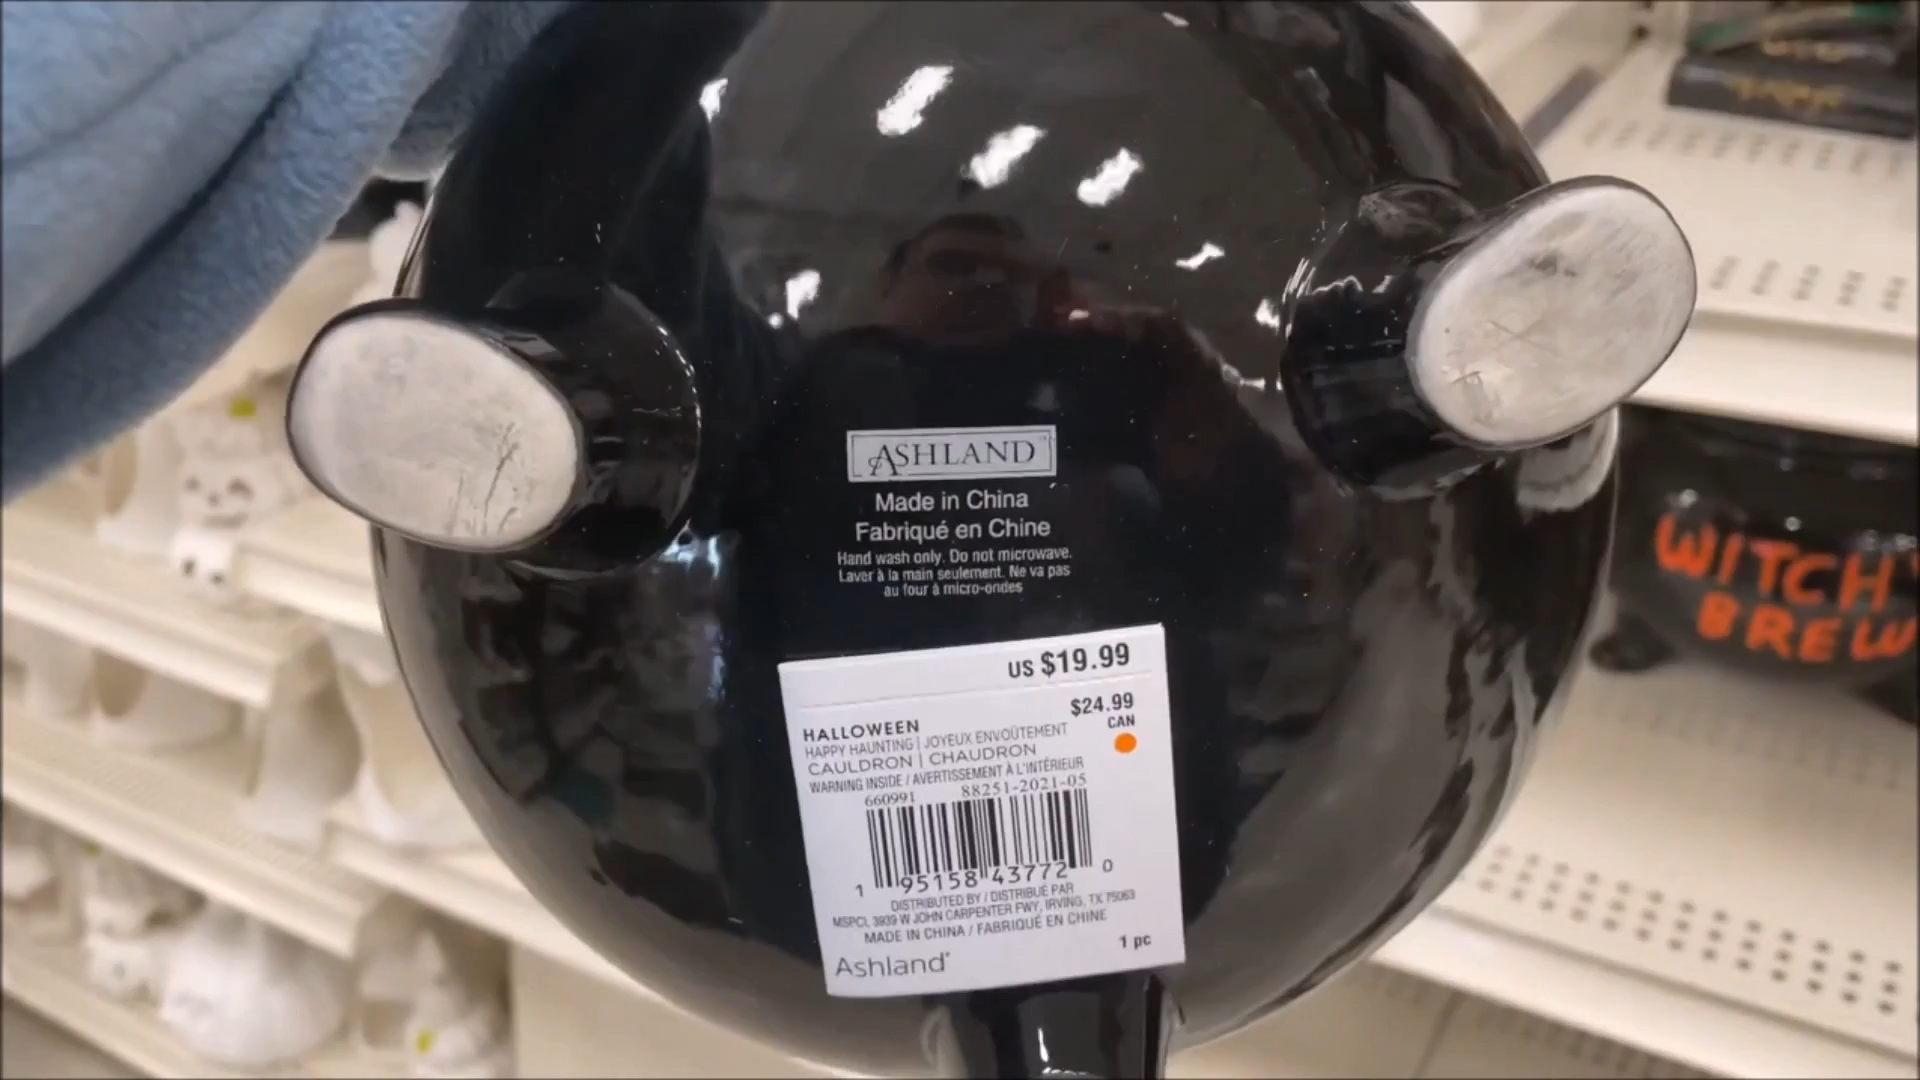 ASHLAND™
Made in China
Fabriqué en Chine
Hand wash only. Do not microwave.
Laver à la main seulement. Ne va pas
au four à micro-ondes
US $19.99
$24.99
CAN
HALLOWEEN
HAPPY HAUNTING | JOYEUX ENVOÛTEMENT
CAULDRON | CHAUDRON
WARNING INSIDE / AVERTISSEMENT À L'INTÉRIEUR
660991 88251-2021-05
1 95158 43772 0
DISTRIBUTED BY / DISTRIBUÉ PAR
MSPCI, 3939 W JOHN CARPENTER FWY, IRVING, TX 75063
MADE IN CHINA / FABRIQUÉ EN CHINE
1 pc
Ashland®
WITCH'
BREW